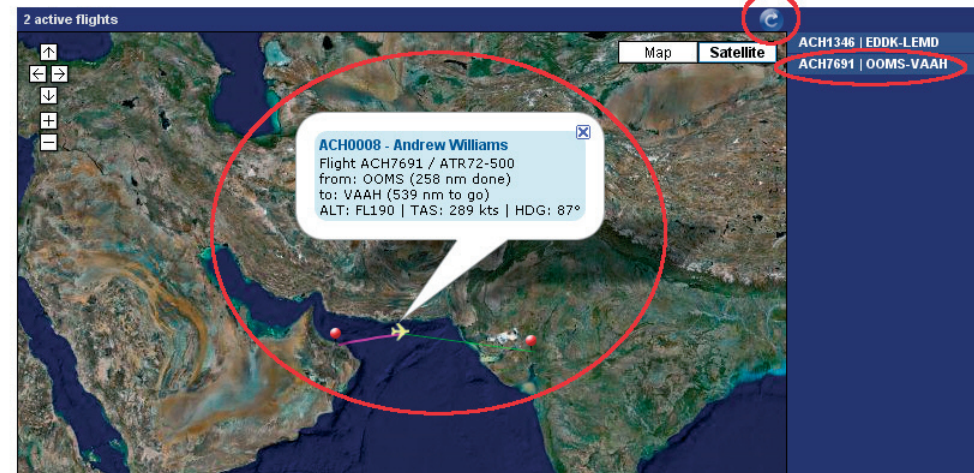 2 active flights
Map
Satellite
ACH1346 | EDDK-LEMD
ACH7691 | OOMS-VAAH
ACH0008 - Andrew Williams
Flight ACH7691 / ATR72-500
from: OOMS (258 nm done)
to: VAAH (539 nm to go)
ALT: FL190 | TAS: 289 kts | HDG: 87°